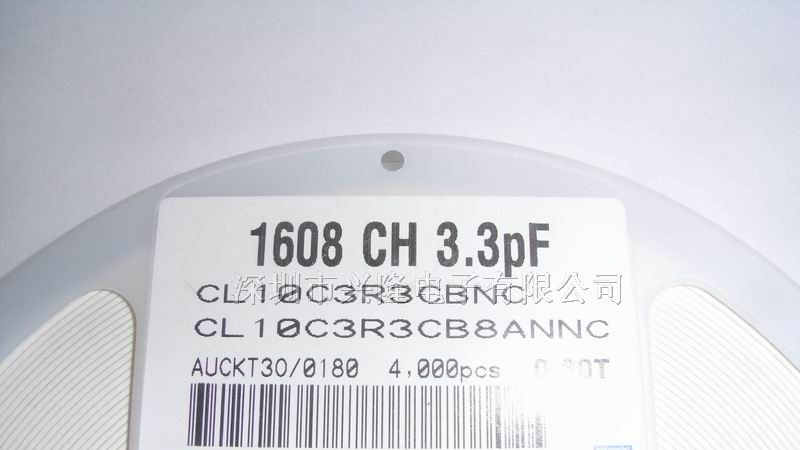 1608 CH 3.3pF
深圳市兴隆电子有限公司
CL10C3R3CBNC
CL10C3R3CB8ANNC
AUCKT30/0180 4,000pcs